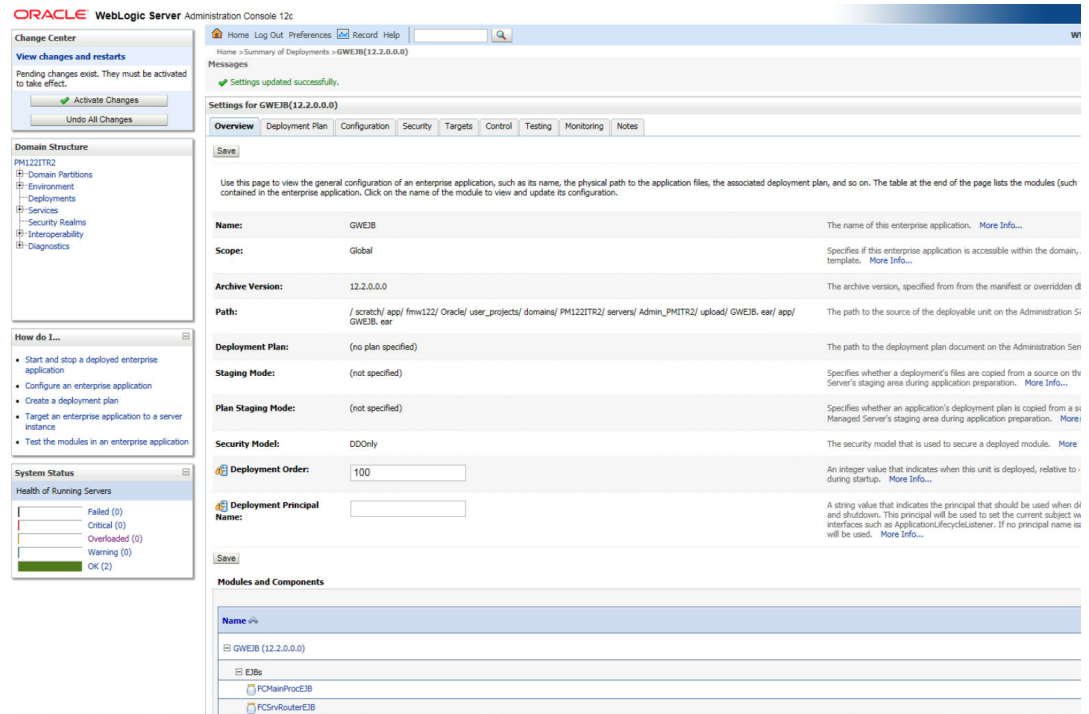 ORACLE WebLogic Server Administration Console 12c
Change Center
View changes and restarts
Pending changes exist. They must be activated
to take effect.
Activate Changes
Undo All Changes
Domain Structure
PM122ITR2
Domain Partitions
Environment
Deployments
Services
Security Realms
Interoperability
Diagnostics
How do I...
Start and stop a deployed enterprise
application
Configure an enterprise application
Create a deployment plan
Target an enterprise application to a server
instance
Test the modules in an enterprise application
System Status
Health of Running Servers
Failed (0)
Critical (0)
Overloaded (0)
Warning (0)
OK (2)
Home Log Out Preferences Record Help
Home >Summary of Deployments >GWEJB(12.2.0.0.0)
Messages
Settings updated successfully.
Settings for GWEJB(12.2.0.0.0)
Overview Deployment Plan Configuration Security Targets Control Testing Monitoring Notes
Save
Use this page to view the general configuration of an enterprise application, such as its name, the physical path to the application files, the associated deployment plan, and so on. The table at the end of the page lists the modules (such
contained in the enterprise application. Click on the name of the module to view and update its configuration.
Name: GWEJB The name of this enterprise application. More Info...
Scope: Global Specifies if this enterprise application is accessible within the domain,
template. More Info...
Archive Version: 12.2.0.0.0 The archive version, specified from from the manifest or overridden
Path: / scratch/ app/ fmw122/ Oracle/ user_projects/ domains/ PM122ITR2/ servers/ Admin_PMITR2/ upload/ GWEJB. ear/ app/ The path to the source of the deployable unit on the Administration
GWEJB. ear
Deployment Plan: (no plan specified) The path to the deployment plan document on the Administration
Staging Mode: (not specified) Specifies whether a deployment's files are copied from a source on
Server's staging area during application preparation. More Info...
Plan Staging Mode: (not specified) Specifies whether an application's deployment plan is copied from a
Managed Server's staging area during application preparation. More
Security Model: DDOnly The security model that is used to secure a deployed module. More
Deployment Order: 100 An integer value that indicates when this unit is deployed, relative to
during startup. More Info...
Deployment Principal
Name:
A string value that indicates the principal that should be used when
and shutdown. This principal will be used to set the current subject
interfaces such as ApplicationLifecycleListener. If no principal name
will be used. More Info...
Save
Modules and Components
Name
GWEJB (12.2.0.0.0)
EJBs
FCMainProcEJB
FCSrvRouterEJB